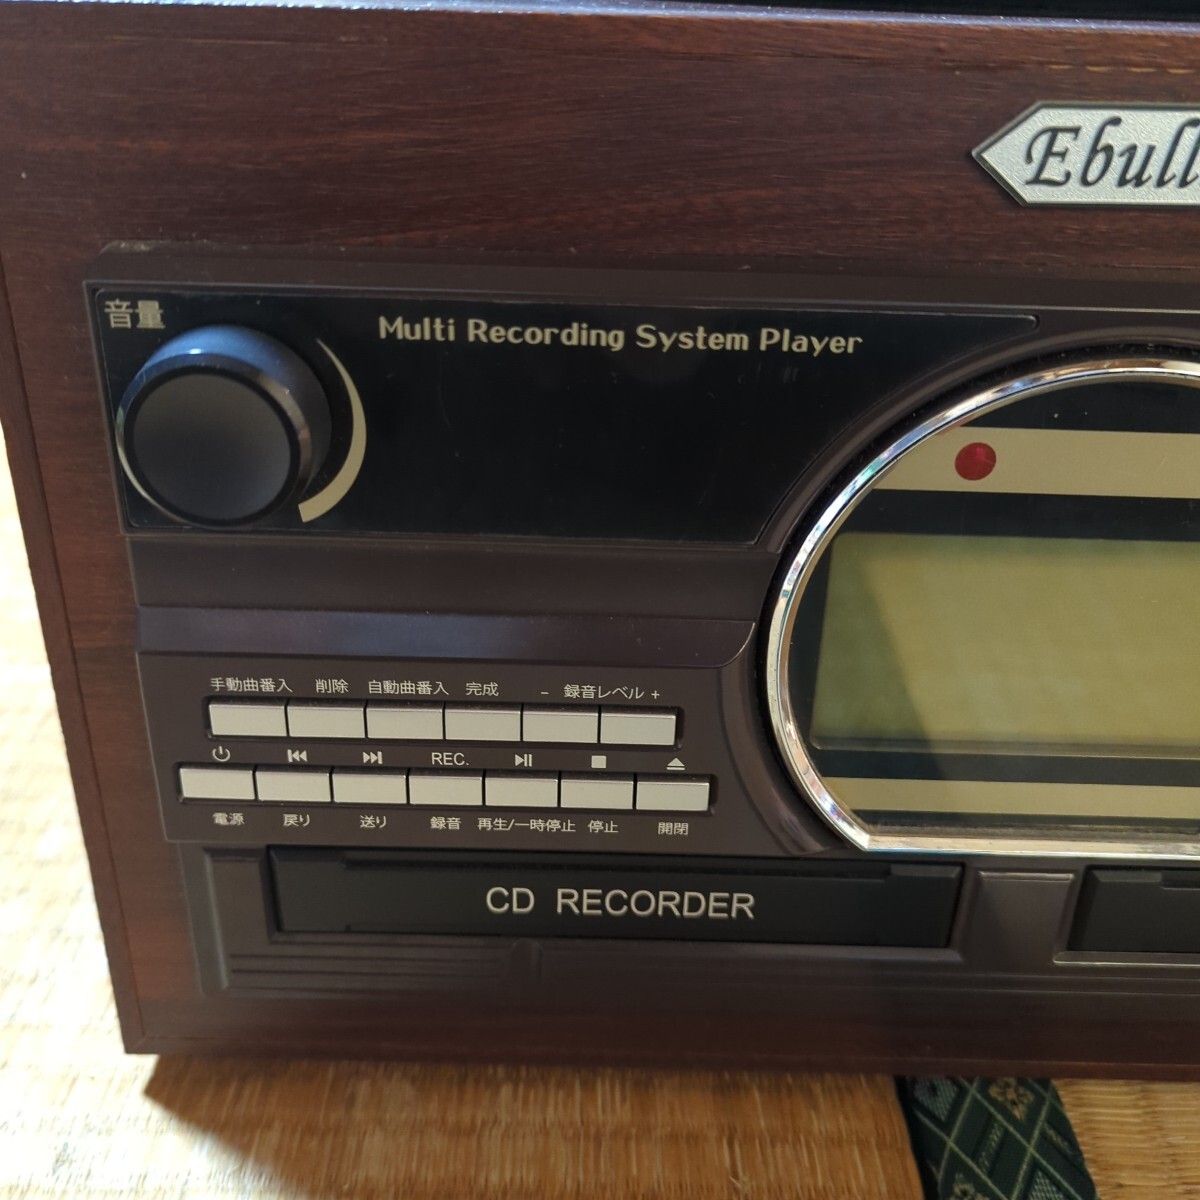 Ebull
音量
Multi Recording System Player
手動曲番入 削除 自動曲番入 完成 - 録音レベル +
REC.
電源 戻り 送り 録音 再生/一時停止 停止 開閉
CD RECORDER